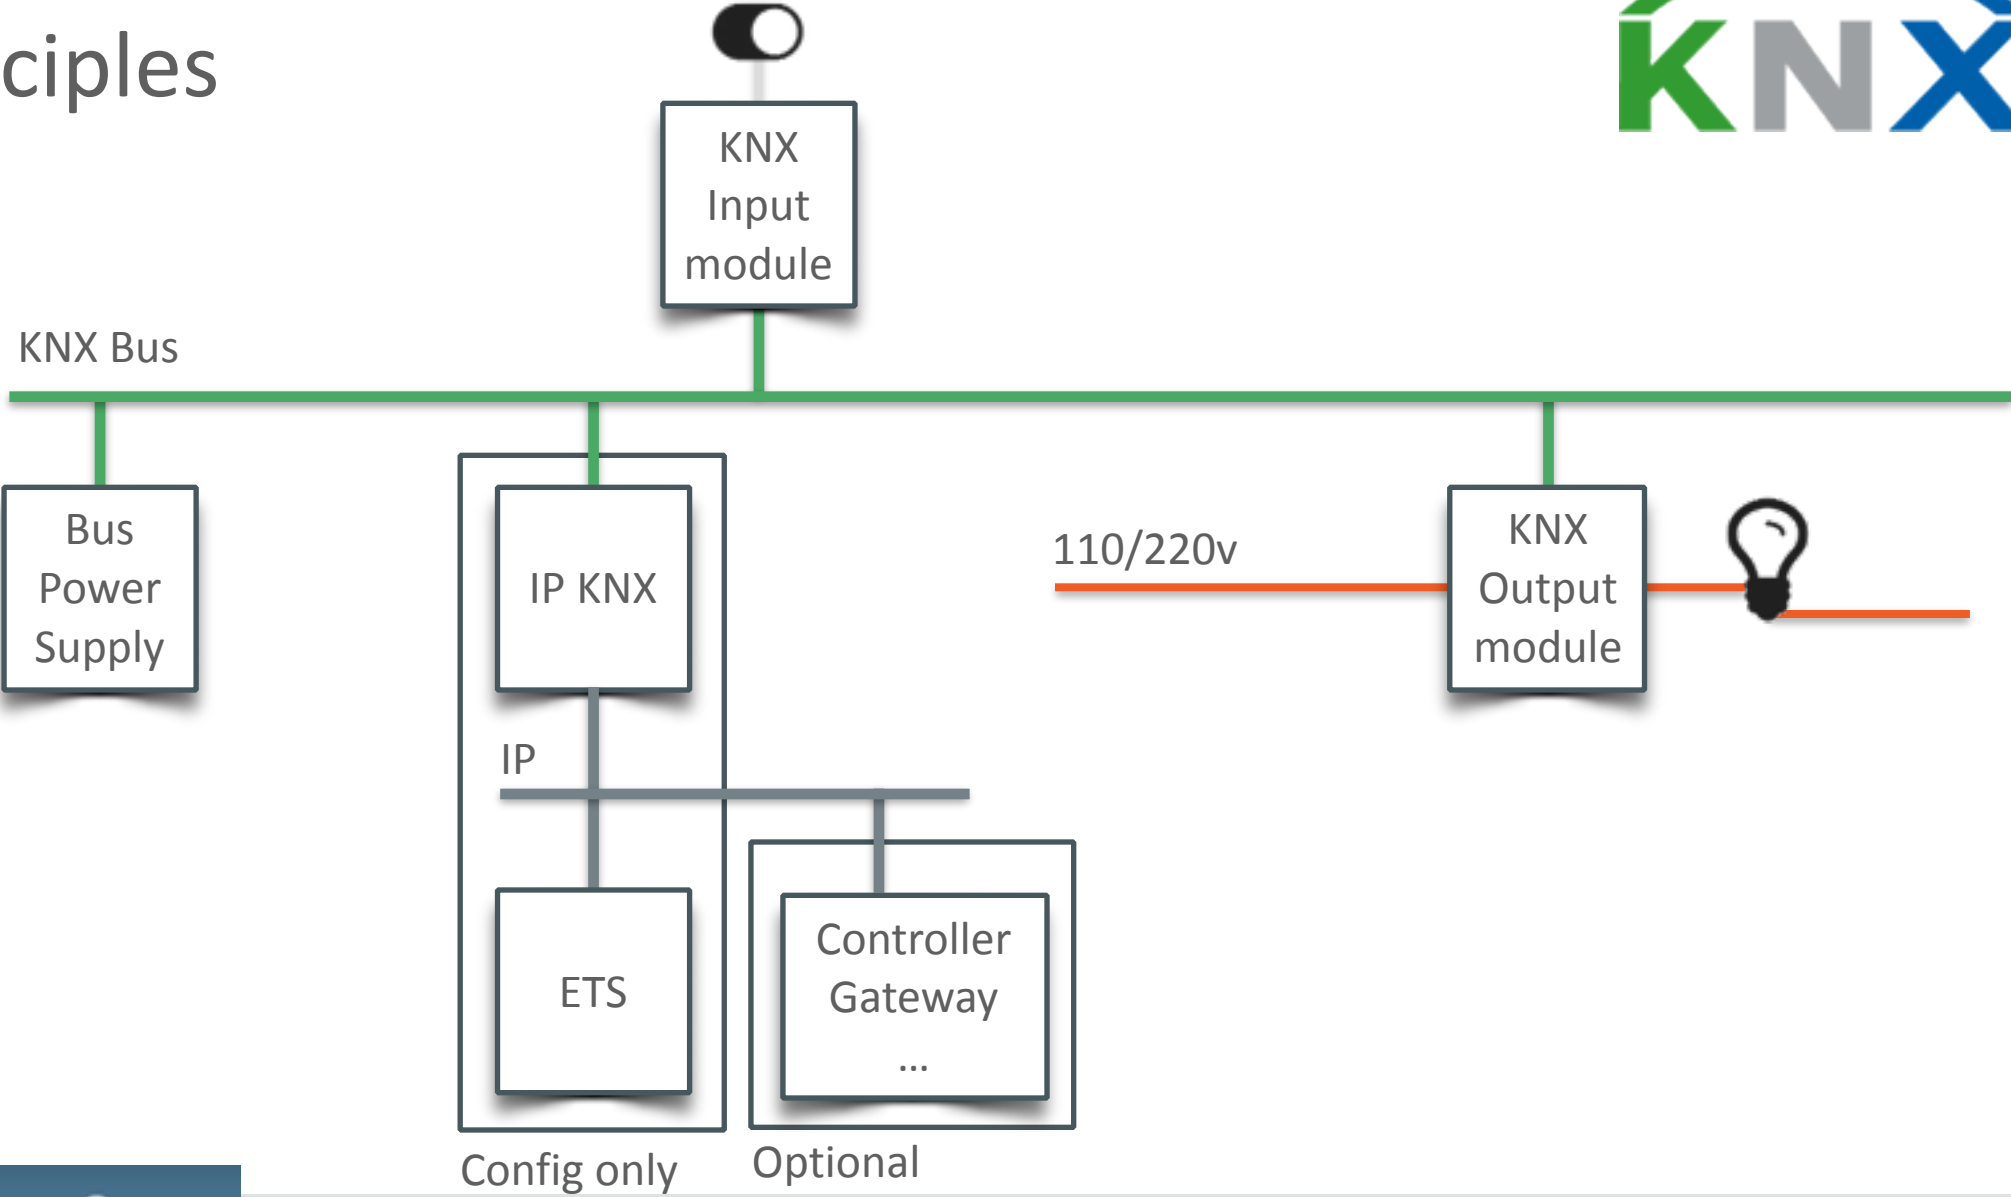 ciples
KNX
KNX
Input
module
KNX Bus
Bus
Power
Supply
IP KNX
110/220v
KNX
Output
module
IP
ETS
Controller
Gateway
...
Config only
Optional